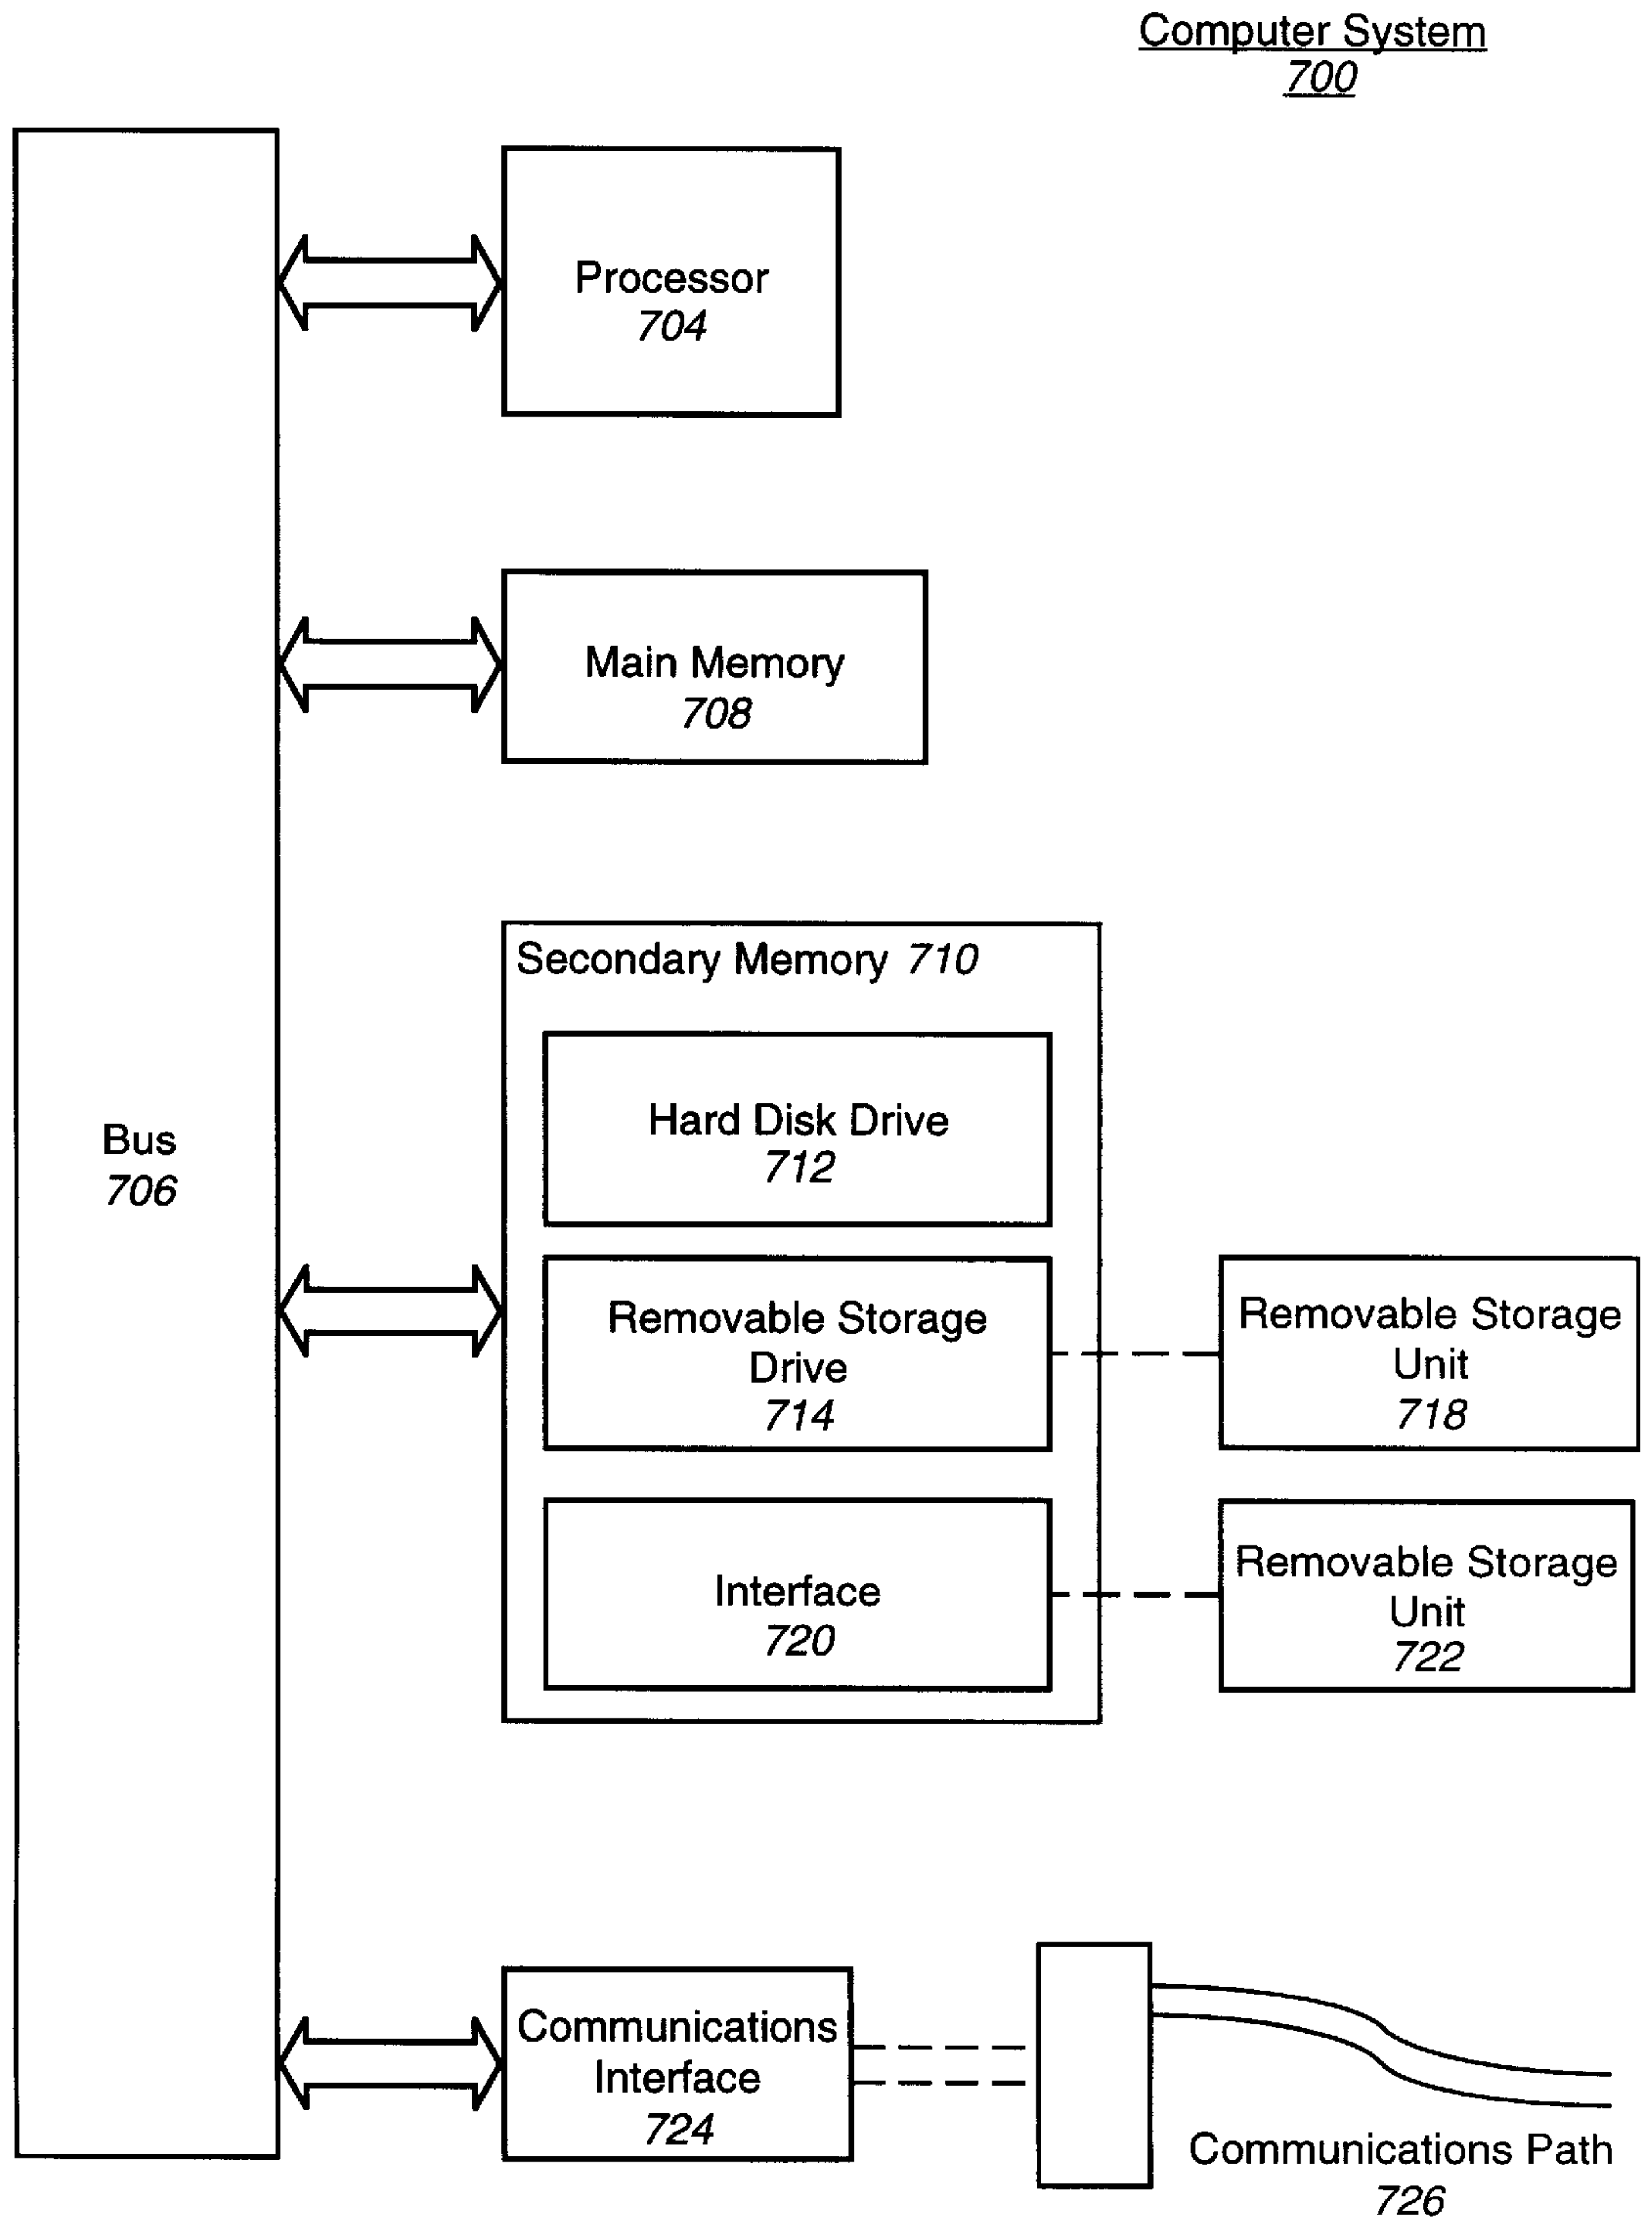 Computer System
700
Processor
704
Main Memory
708
Secondary Memory 710
Hard Disk Drive
712
Bus
706
Removable Storage
Drive
714
Removable Storage
Unit
718
Interface
720
Removable Storage
Unit
722
Communications
Interface
724
Communications Path
726